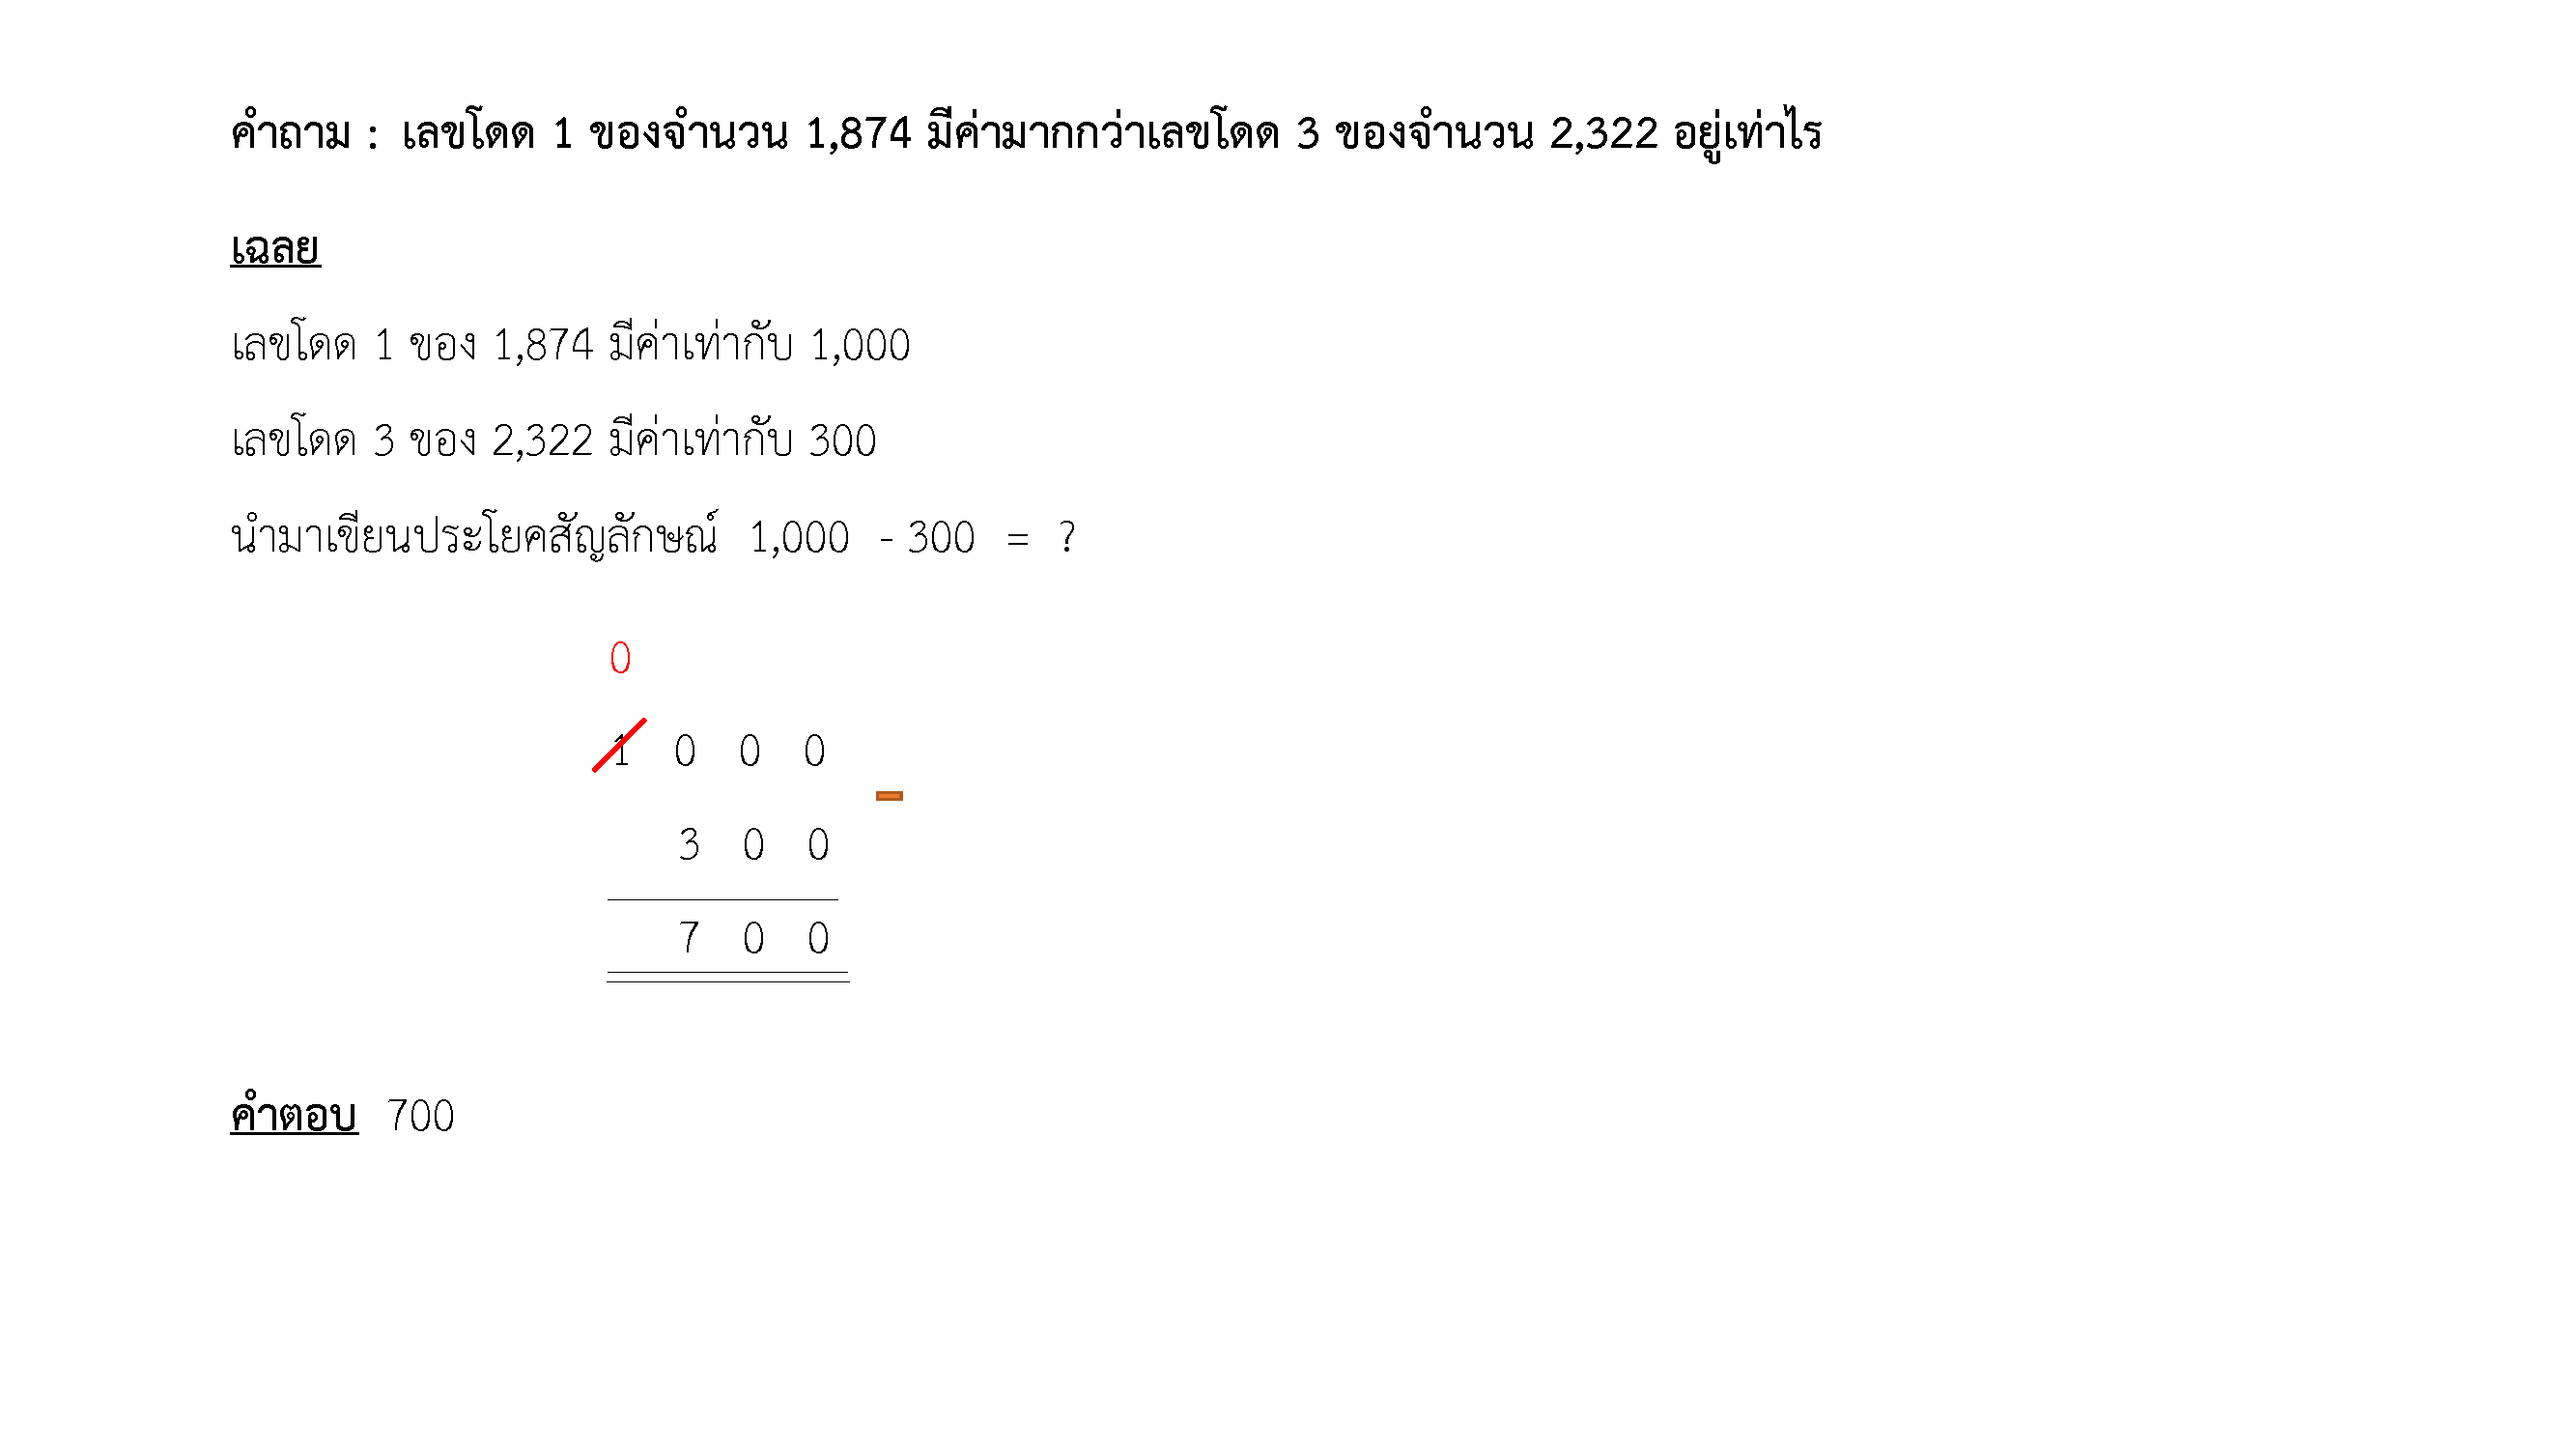 คำถาม : เลขโดด 1 ของจำนวน 1,874 มีค่ามากกว่าเลขโดด 3 ของจำนวน 2,322 อยู่เท่าไร
เฉลย
เลขโดด 1 ของ 1,874 มีค่าเท่ากับ 1,000
เลขโดด 3 ของ 2,322 มีค่าเท่ากับ 300
นำมาเขียนประโยคสัญลักษณ์ 1,000 - 300 = ?
0
1 0 0 0
-
3 0 0
7 0 0
คำตอบ 700